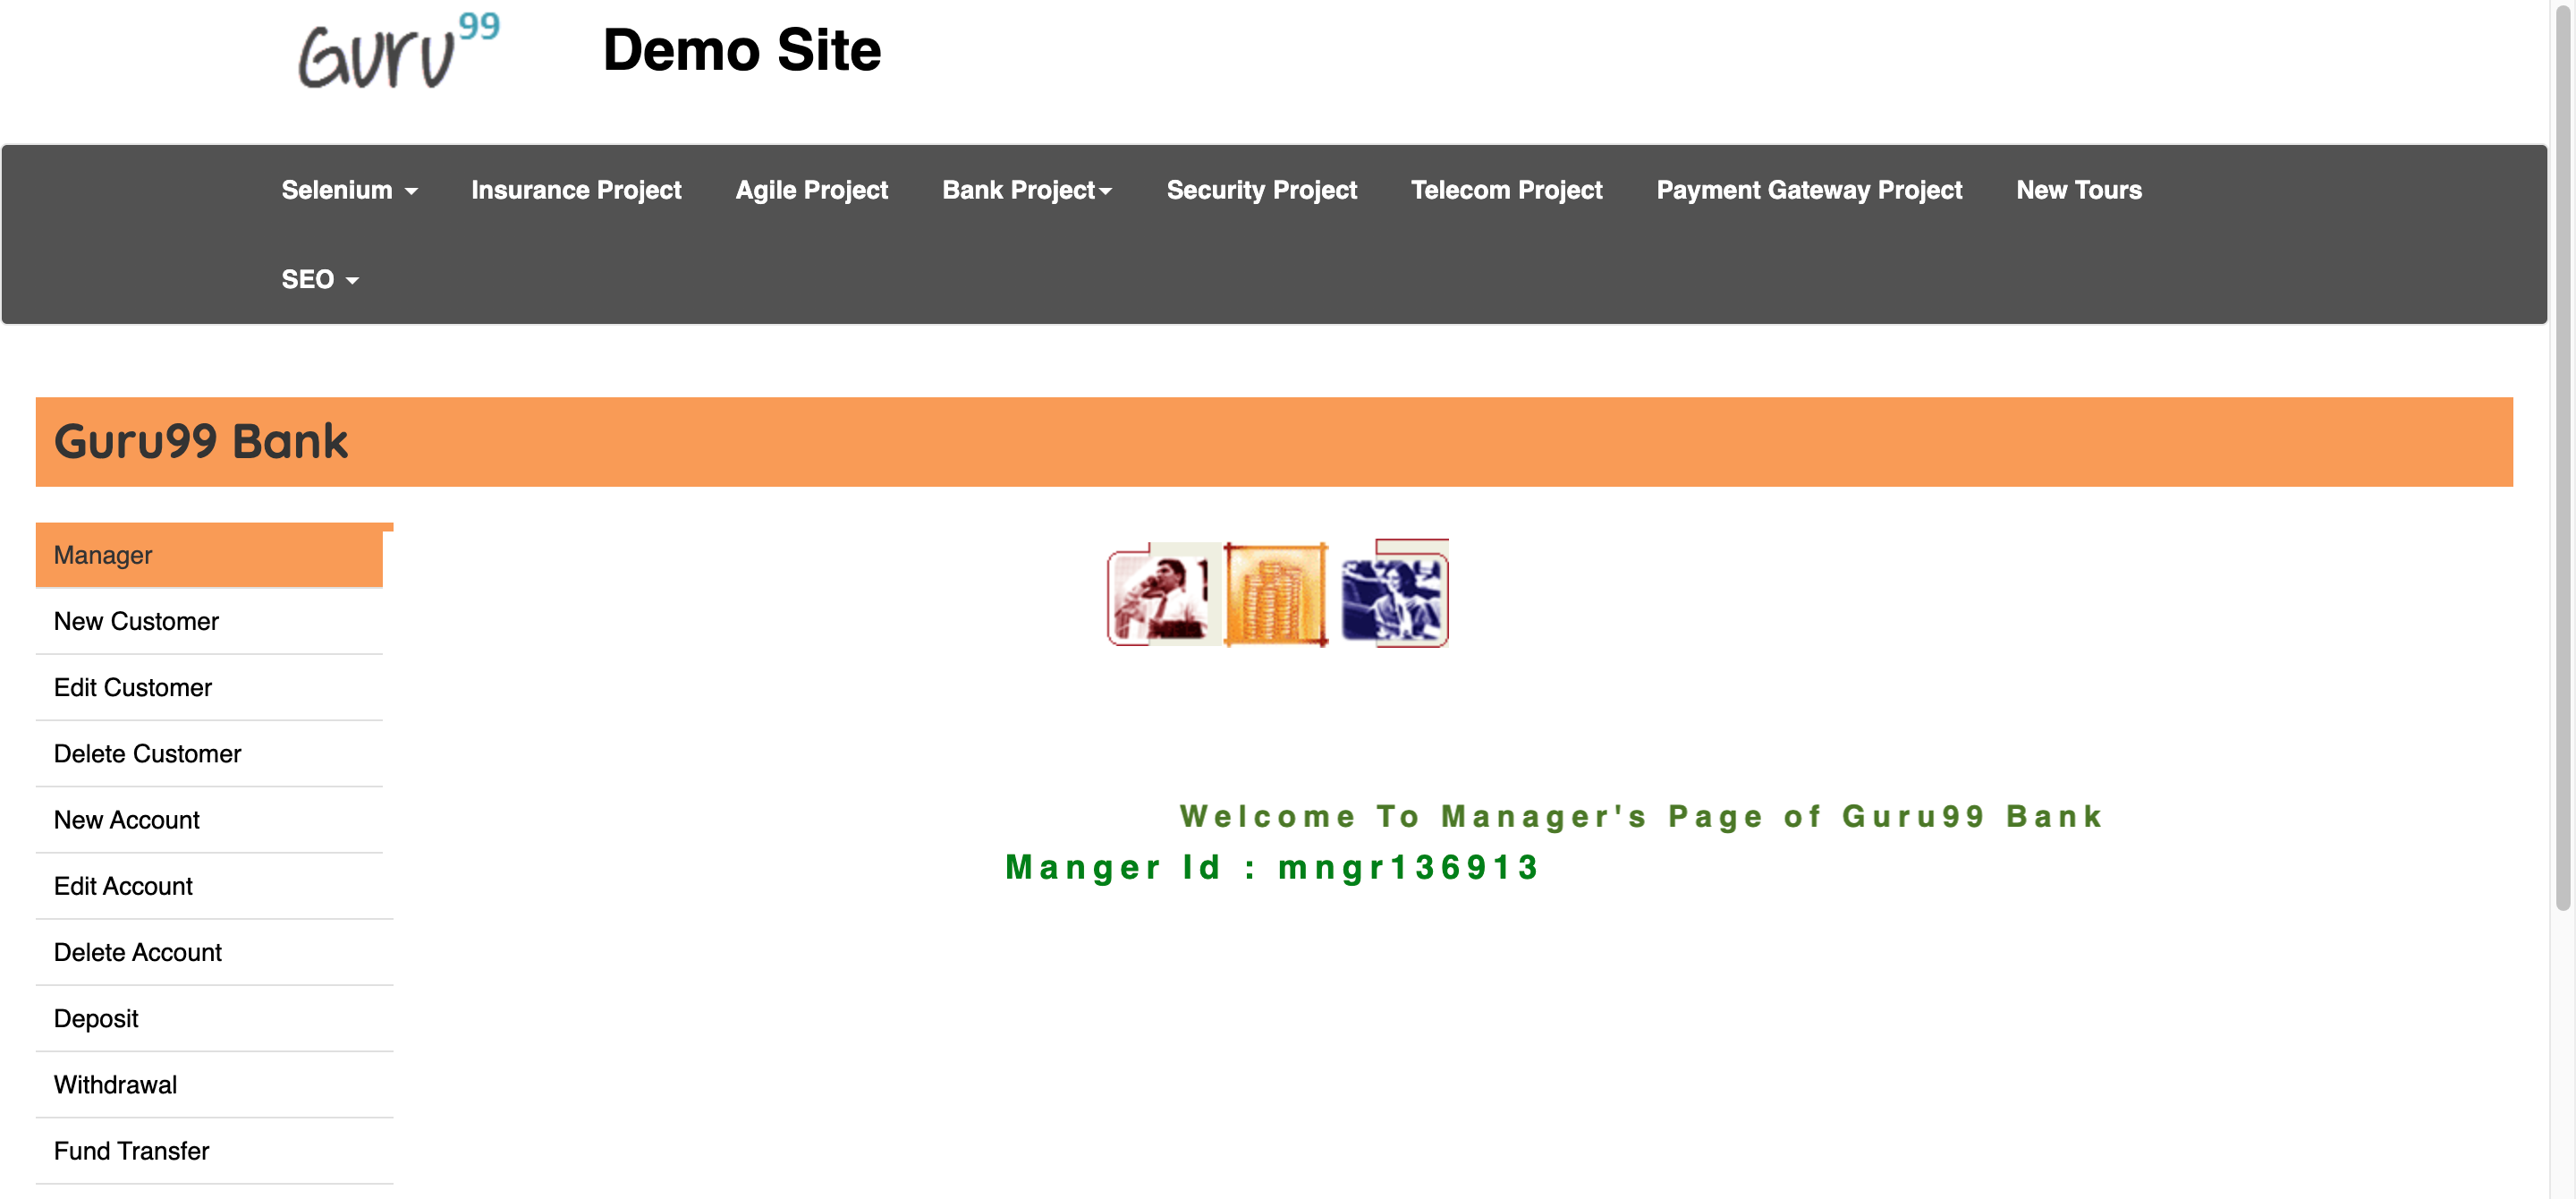 Guru99 Demo Site
Selenium Insurance Project Agile Project Bank Project Security Project Telecom Project Payment Gateway Project New Tours
SEO
Guru99 Bank
Manager
New Customer
Edit Customer
Delete Customer
New Account
Edit Account
Delete Account
Deposit
Withdrawal
Fund Transfer
Welcome To Manager's Page of Guru99 Bank
Manger Id : mngr136913